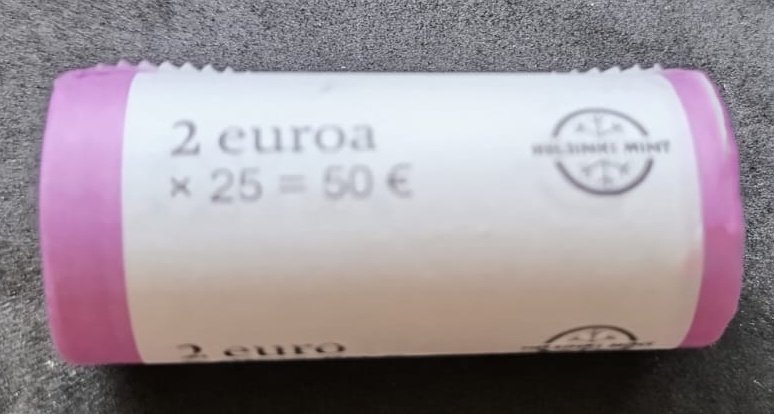 2 euroa
× 25 = 50 €
HELSINKI MINT
2 euro